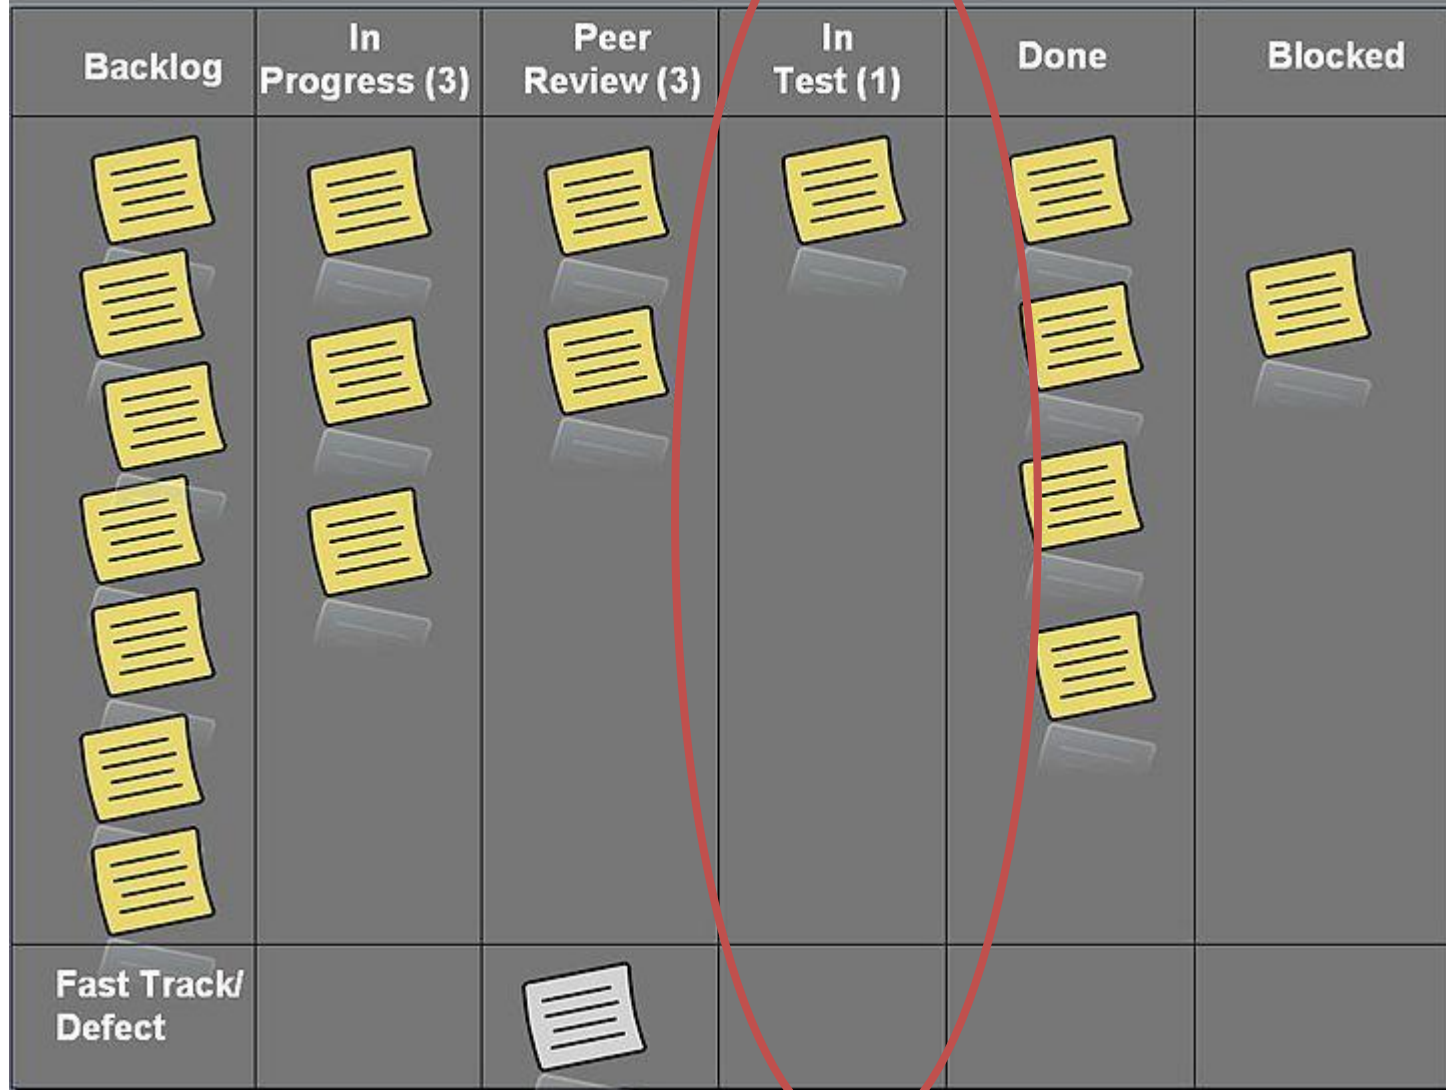 Backlog
In
Progress (3)
Peer
Review (3)
In
Test (1)
Done
Blocked
Fast Track/
Defect